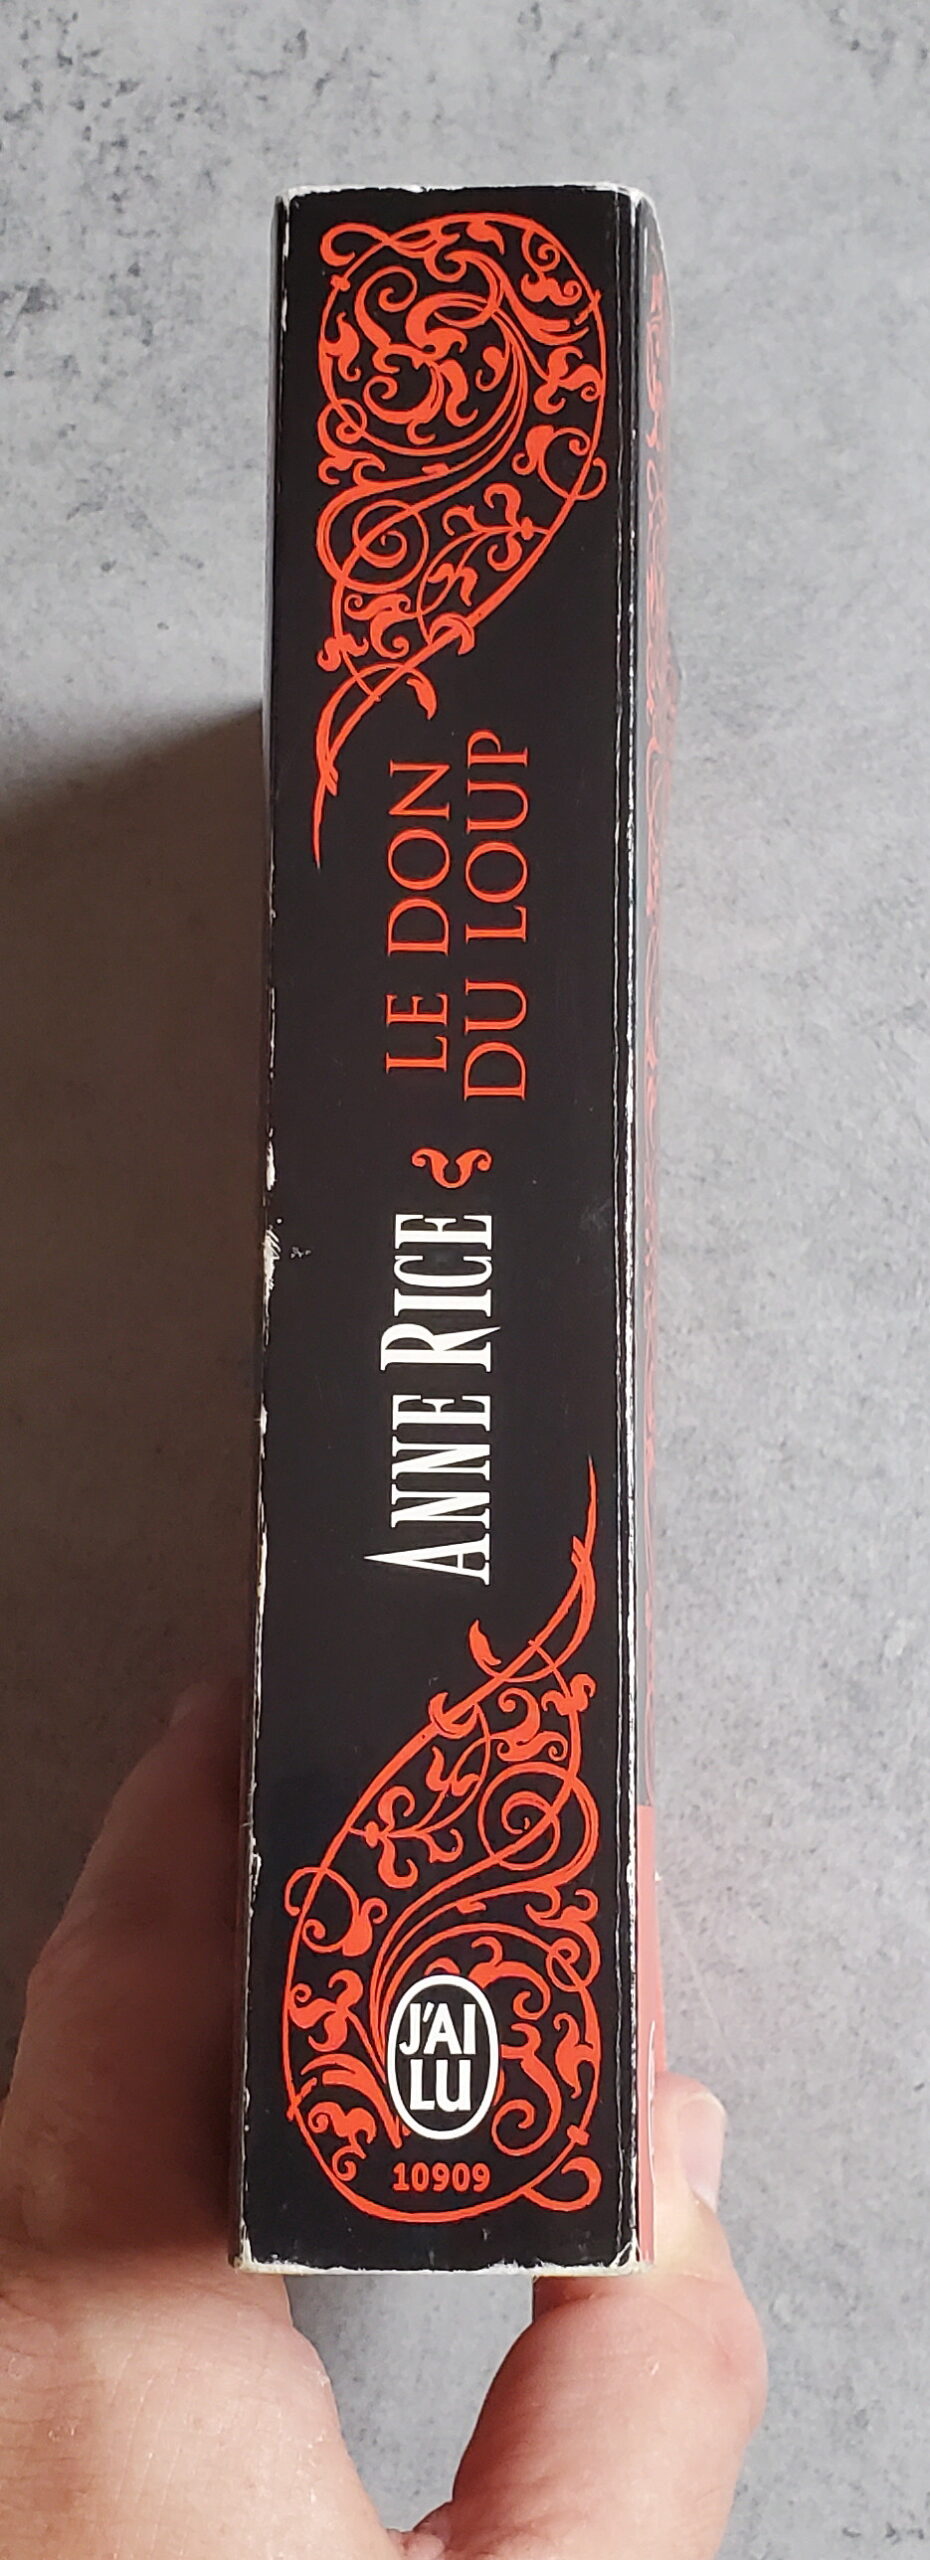 ANNE RICE
LE DON
DU LOUP
J'AI
LU
10909